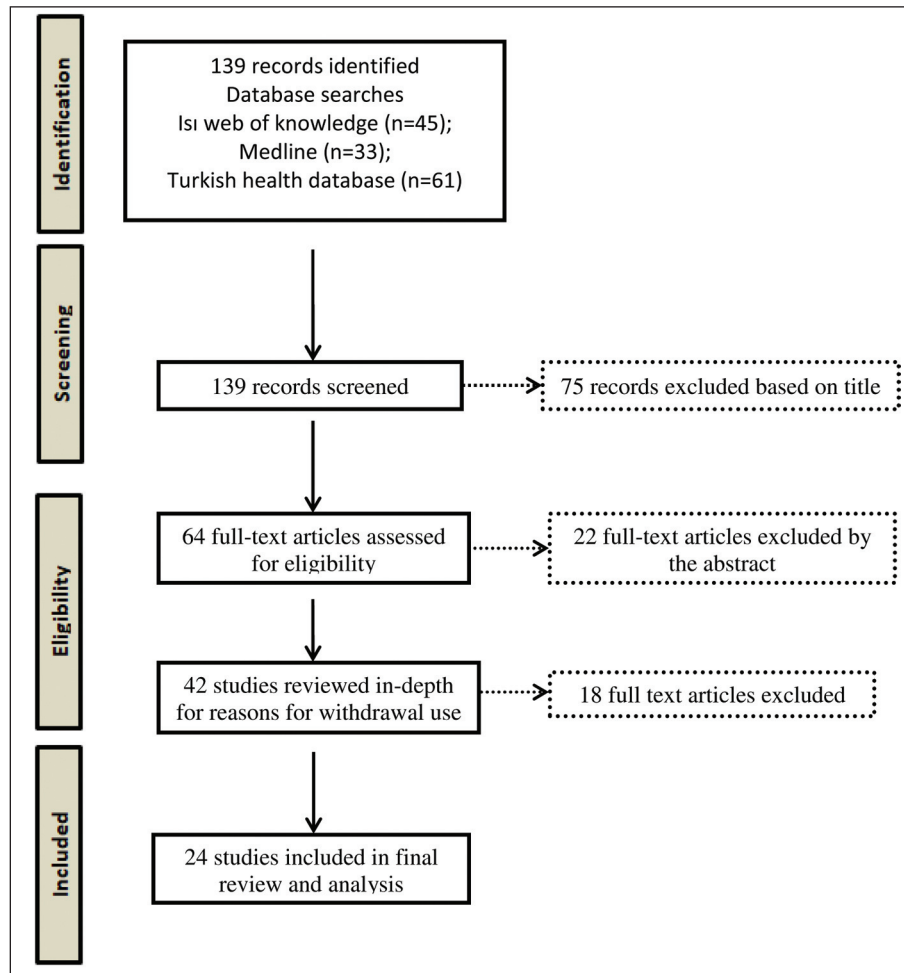 Identification
139 records identified
Database searches
Isı web of knowledge (n=45);
Medline (n=33);
Turkish health database (n=61)
Screening
139 records screened
75 records excluded based on title
Eligibility
64 full-text articles assessed
for eligibility
22 full-text articles excluded by
the abstract
42 studies reviewed in-depth
for reasons for withdrawal use
18 full text articles excluded
Included
24 studies included in final
review and analysis